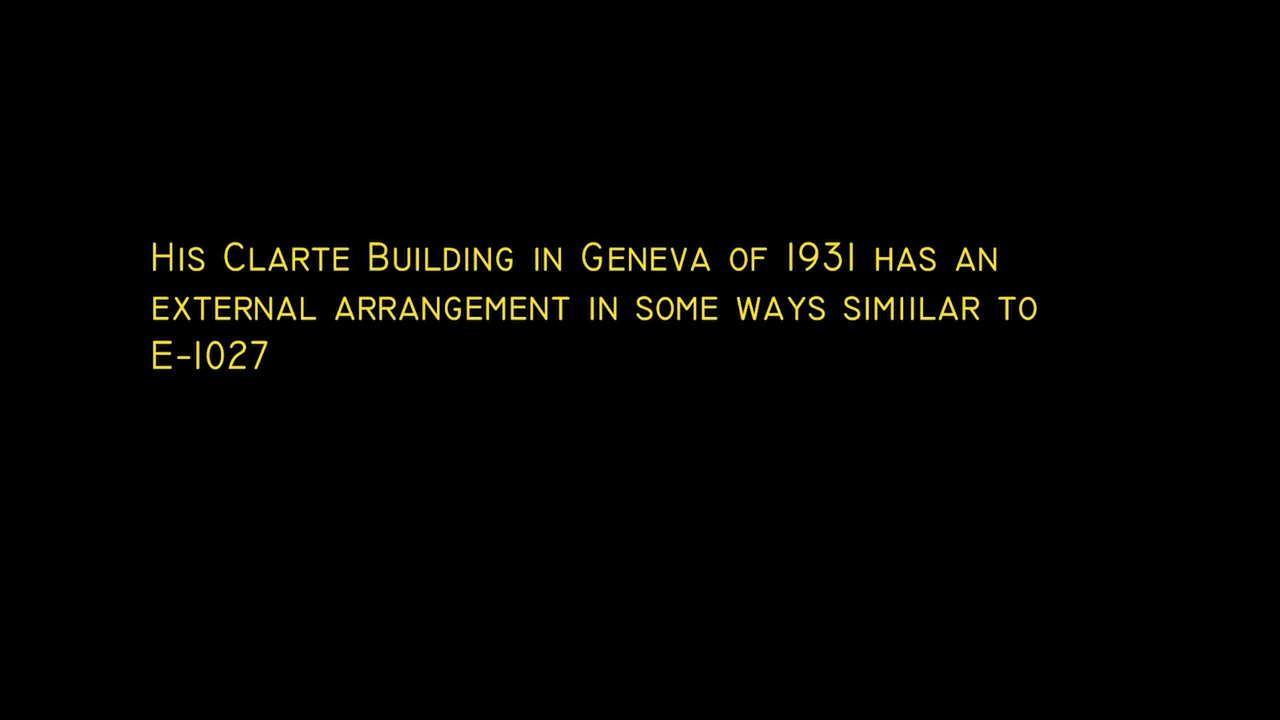 His Clarte Building in Geneva of 1931 has an
external arrangement in some ways simiilar to
E-1027